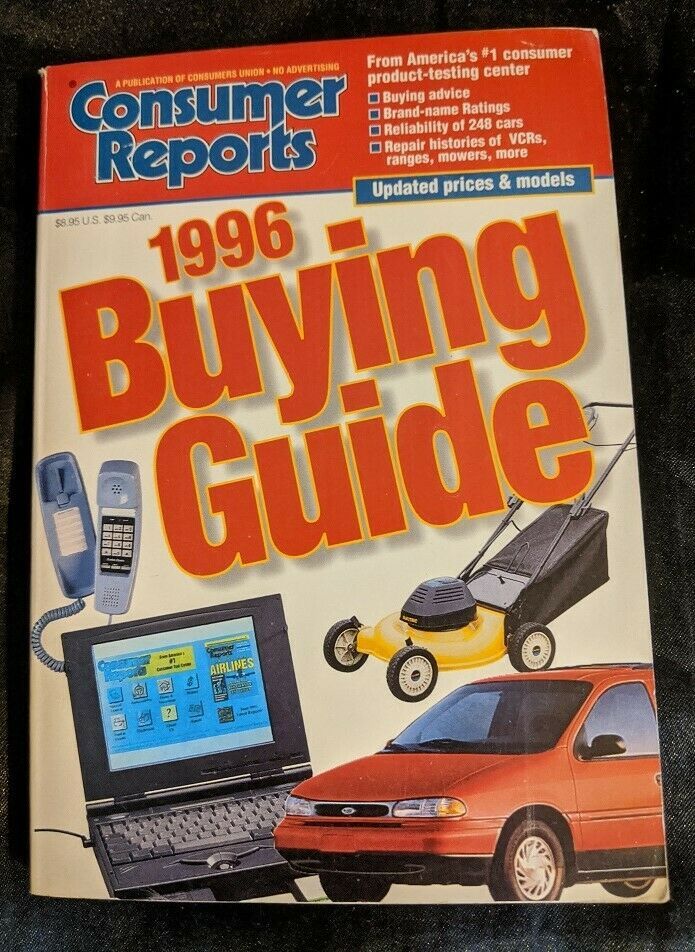 A PUBLICATION OF CONSUMERS UNION • NO ADVERTISING
Consumer
Reports
From America's #1 consumer
product-testing center
Buying advice
Brand-name Ratings
Reliability of 248 cars
Repair histories of VCRs,
ranges, mowers, more
Updated prices & models
$8.95 U.S. $9.95 Can.
1996
Buying
Guide
CONSUMER
REPORTS
#1
Consumer
Reports
AIRLINES